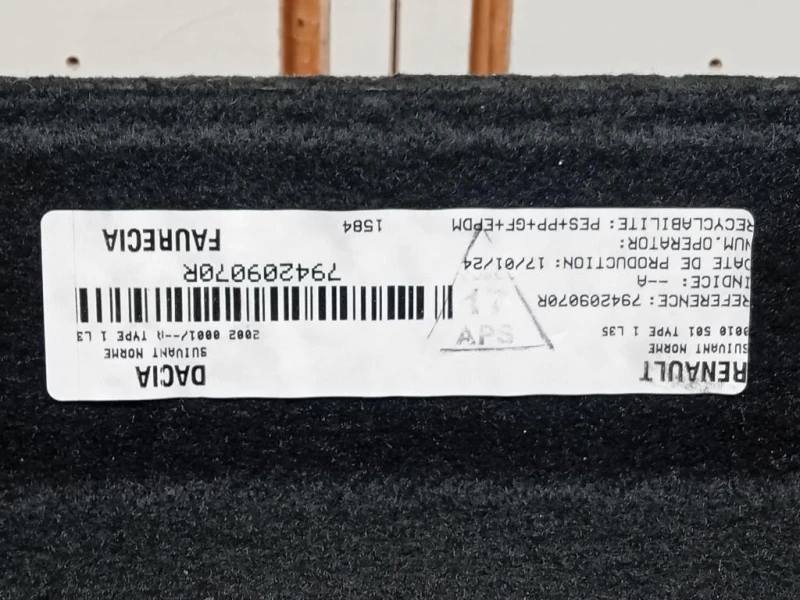 RENAULT
SUIVANT NORME
0010 501 TYPE 1 L35
REFERENCE: 794209070R
INDICE: --A
DATE DE PRODUCTION: 17/01/24
NUM.OPERATOR:
RECYCLABILITE: PES+PP+GF+EPDM
DACIA
SUIVANT NORME
2002 0001/--A TYPE 1 L3
794209070R
FAURECIA
1584
17
APS